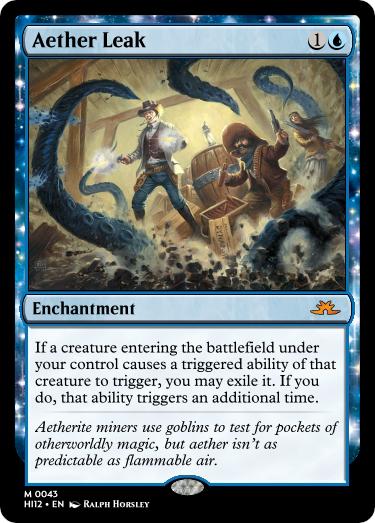 Aether Leak 1
Enchantment
If a creature entering the battlefield under
your control causes a triggered ability of that
creature to trigger, you may exile it. If you
do, that ability triggers an additional time.
Aetherite miners use goblins to test for pockets of
otherworldly magic, but aether isn't as
predictable as flammable air.
M 0043
HI12 • EN RALPH HORSLEY